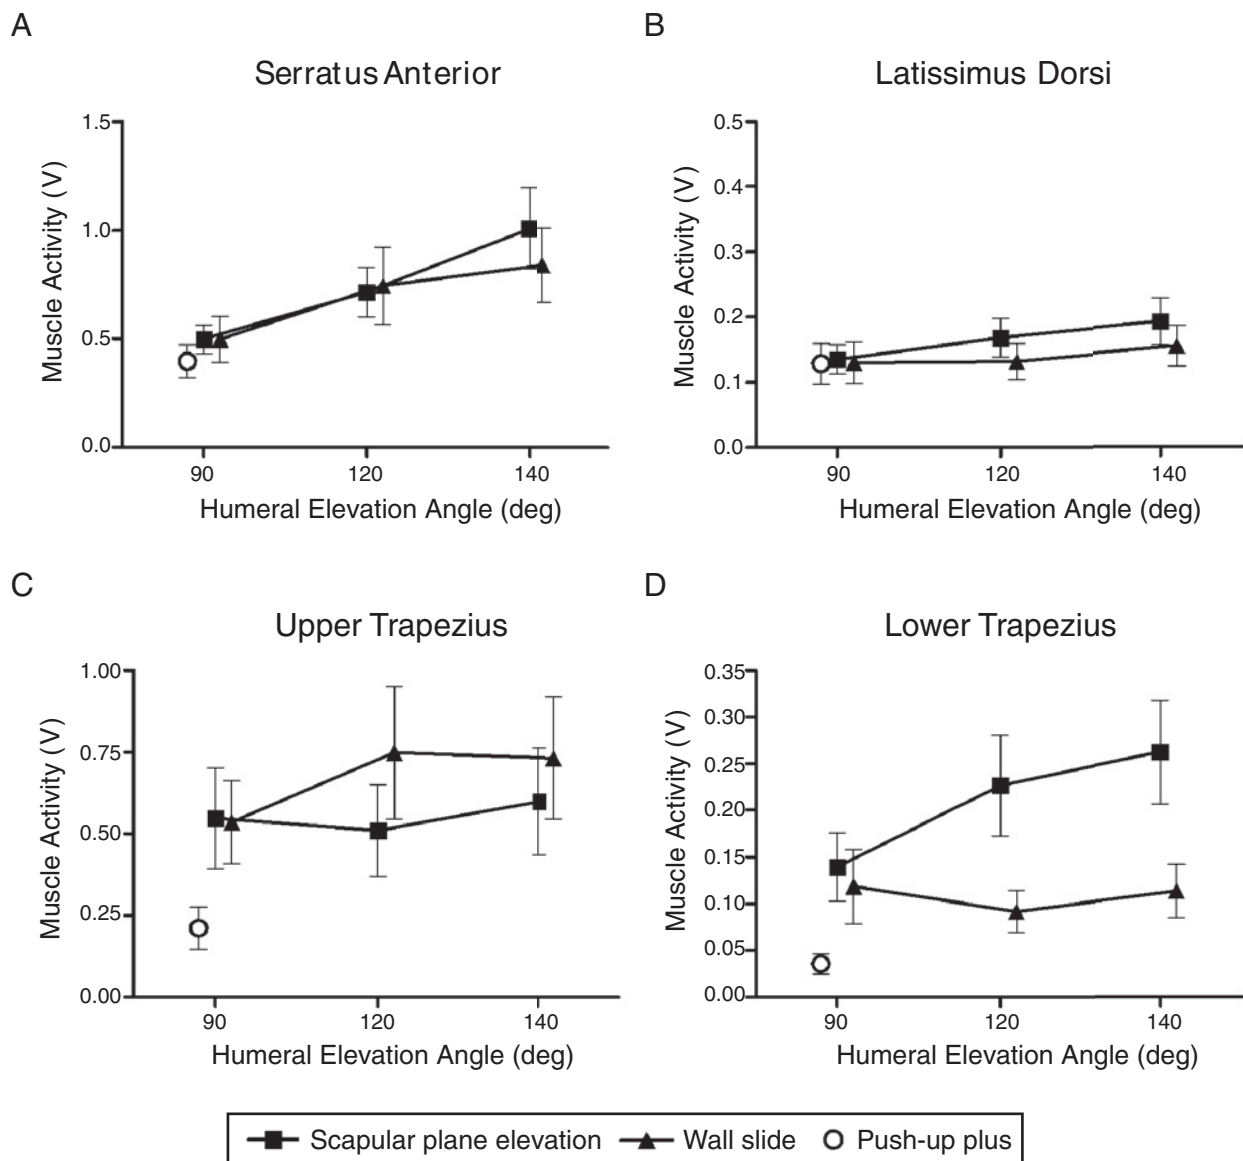 A
B
Serratus Anterior
Latissimus Dorsi
1.5
1.0
0.5
0.0
Muscle Activity (V)
90 120 140
Humeral Elevation Angle (deg)
0.5
0.4
0.3
0.2
0.1
0.0
Muscle Activity (V)
90 120 140
Humeral Elevation Angle (deg)
C
D
Upper Trapezius
Lower Trapezius
1.00
0.75
0.50
0.25
0.00
Muscle Activity (V)
90 120 140
Humeral Elevation Angle (deg)
0.35
0.30
0.25
0.20
0.15
0.10
0.05
0.00
Muscle Activity (V)
90 120 140
Humeral Elevation Angle (deg)
Scapular plane elevation Wall slide Push-up plus